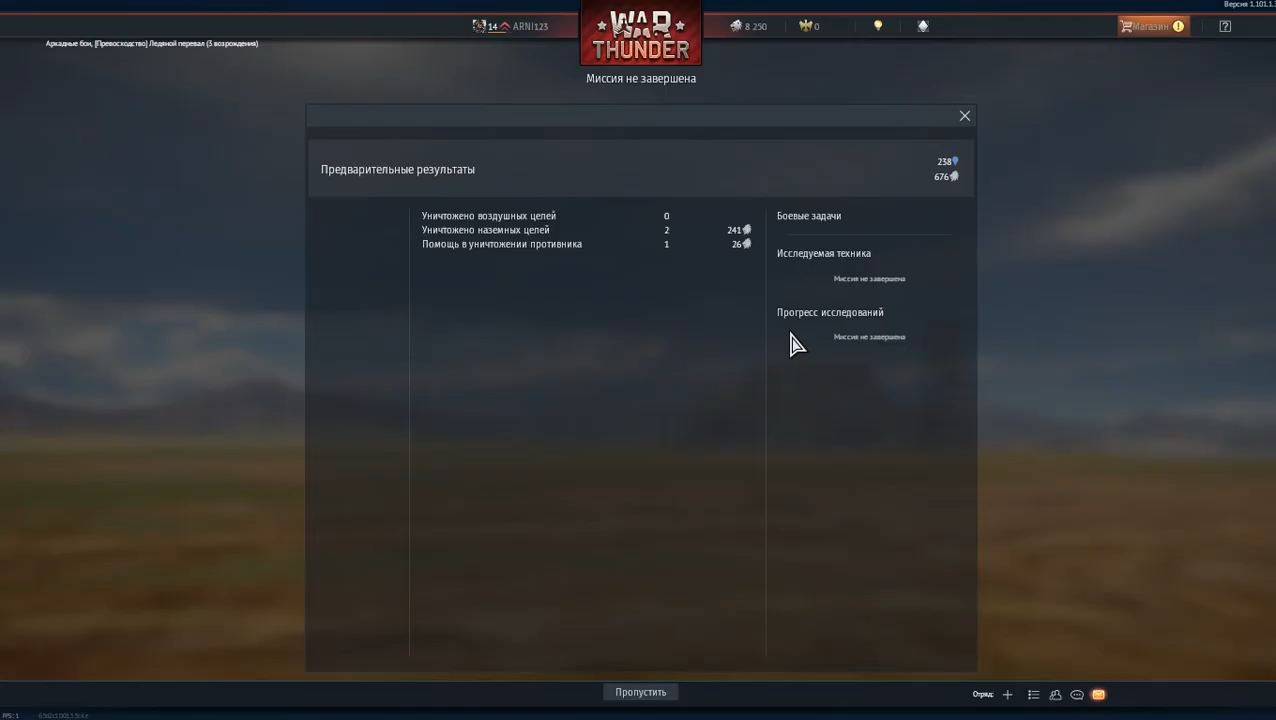 Версия 1.101.1.
14 ARNI123
WAR
THUNDER
8 250
0
Магазин
Аркадные бои, [Превосходство] Ледяной перевал (3 возрождения)
Миссия не завершена
Предварительные результаты
238
676
Уничтожено воздушных целей 0
Уничтожено наземных целей 2 241
Помощь в уничтожении противника 1 26
Боевые задачи
Исследуемая техника
Миссия не завершена
Прогресс исследований
Миссия не завершена
Пропустить
Отряд:
FPS: 1